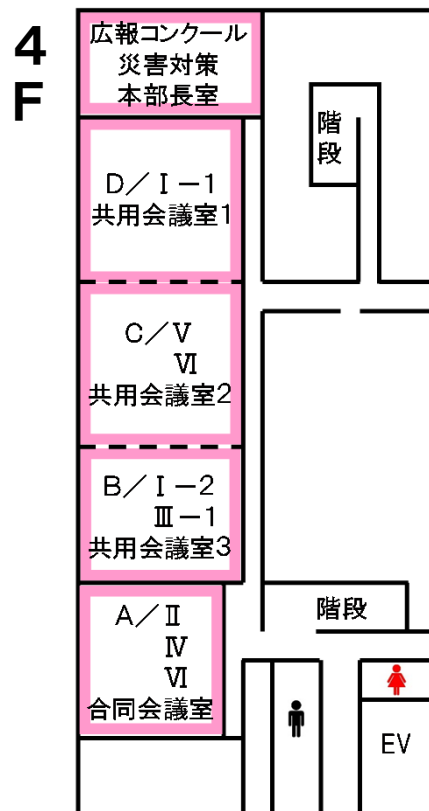 4
F
広報コンクール
災害対策
本部長室
階
段
D／Ⅰ－1
共用会議室1
C／Ⅴ
Ⅵ
共用会議室2
B／Ⅰ－2
Ⅲ－1
共用会議室3
階段
A／Ⅱ
Ⅳ
Ⅵ
合同会議室
EV